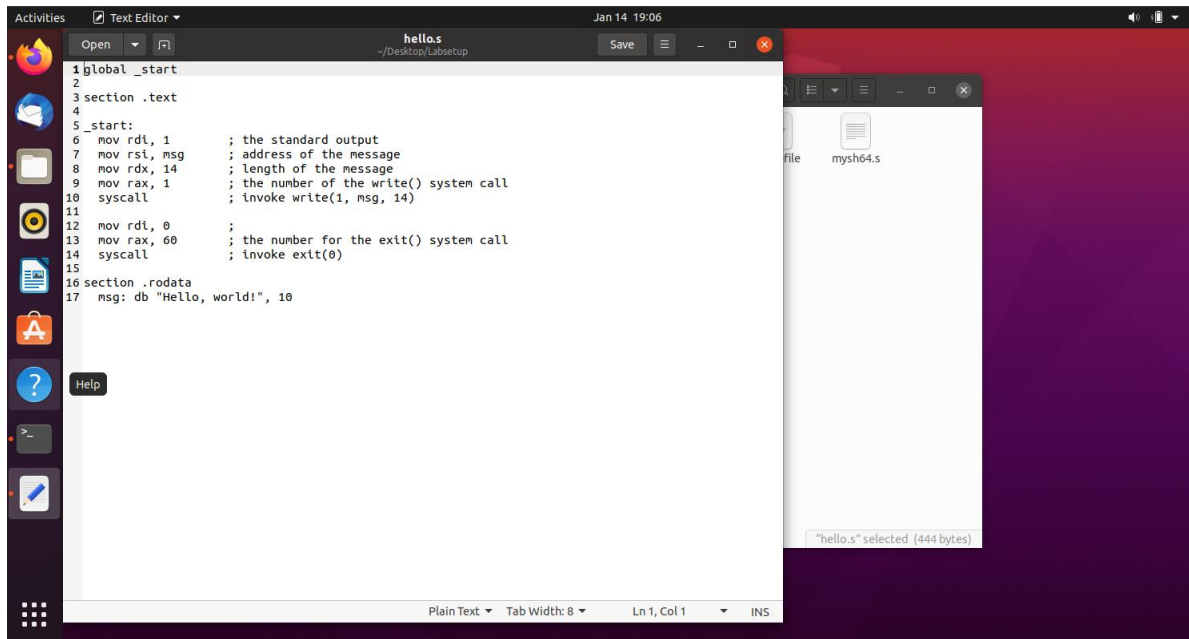 Activities
Text Editor
Jan 14 19:06
Open
hello.s
~/Desktop/Labsetup
Save
1 global _start
2
3 section .text
4
5 _start:
6   mov rdi, 1        ; the standard output
7   mov rsi, msg      ; address of the message
8   mov rdx, 14       ; length of the message
9   mov rax, 1        ; the number of the write() system call
10   syscall           ; invoke write(1, msg, 14)
11
12   mov rdi, 0        ;
13   mov rax, 60       ; the number for the exit() system call
14   syscall           ; invoke exit(0)
15
16 section .rodata
17   msg: db "Hello, world!", 10
file
mysh64.s
Help
"hello.s" selected (444 bytes)
Plain Text
Tab Width: 8
Ln 1, Col 1
INS